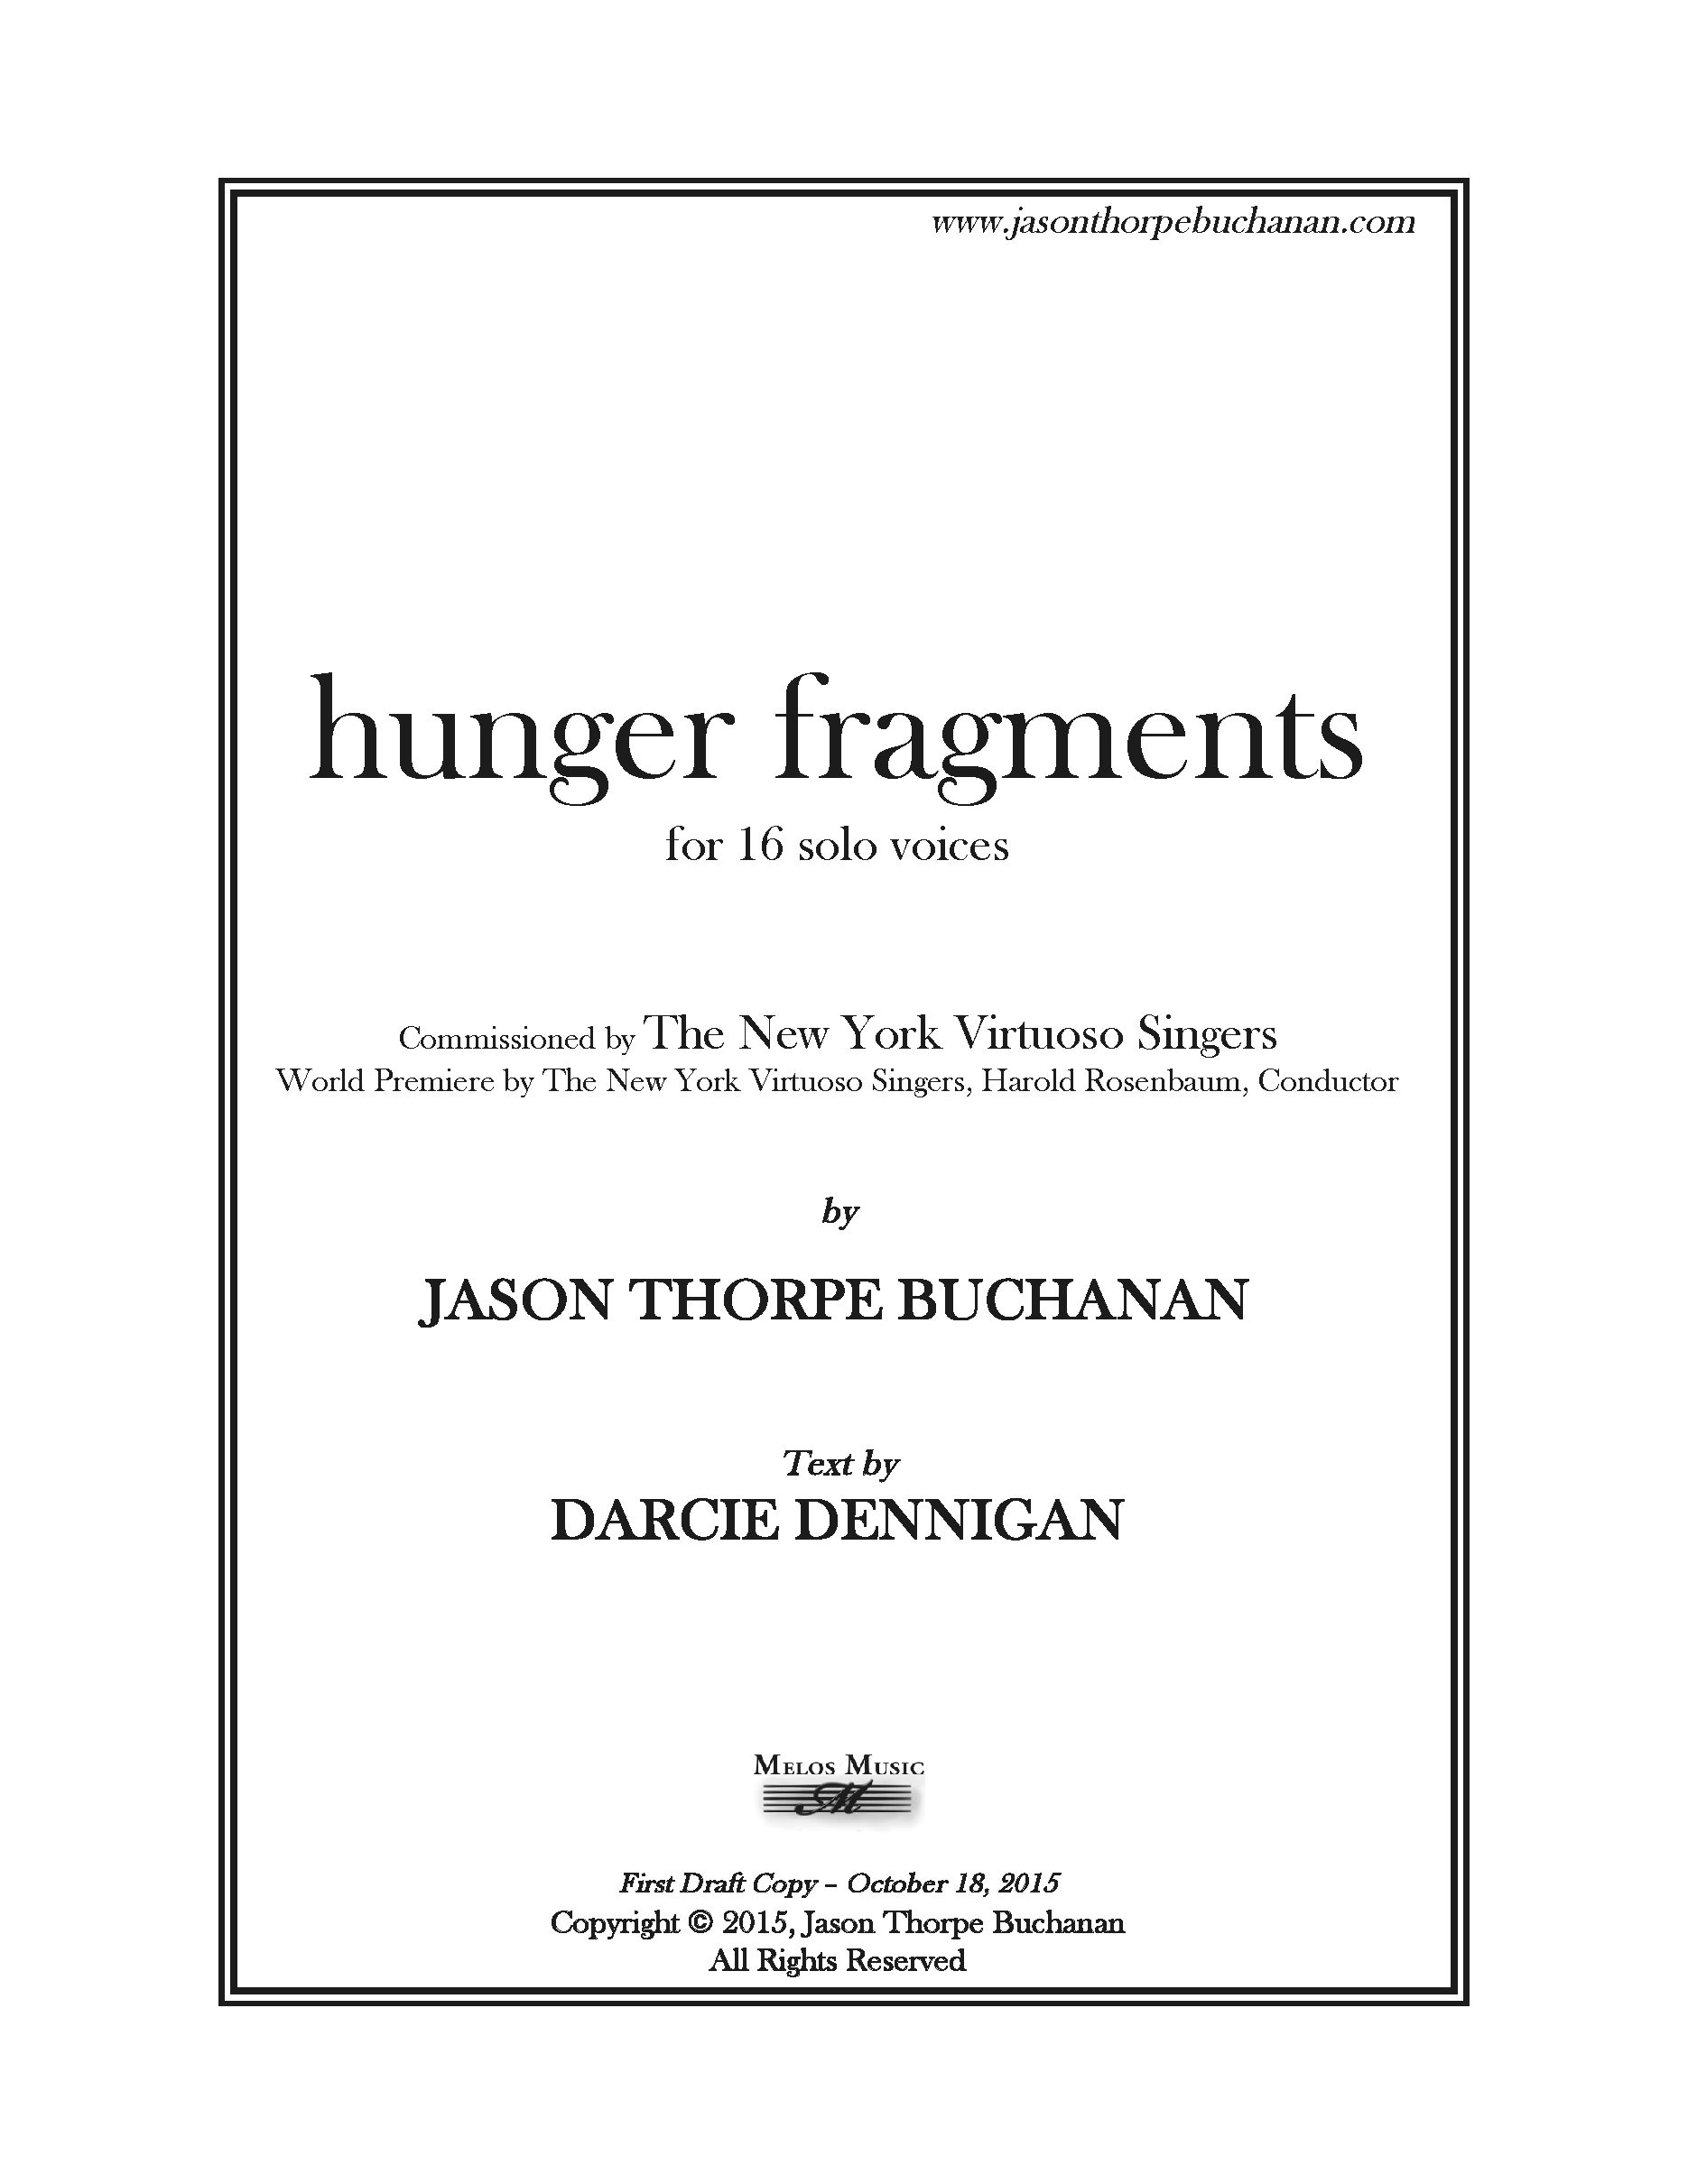 www.jasonthorpebuchanan.com
hunger fragments
for 16 solo voices
Commissioned by The New York Virtuoso Singers
World Premiere by The New York Virtuoso Singers, Harold Rosenbaum, Conductor
by
JASON THORPE BUCHANAN
Text by
DARCIE DENNIGAN
MELOS MUSIC
M
First Draft Copy – October 18, 2015
Copyright © 2015, Jason Thorpe Buchanan
All Rights Reserved